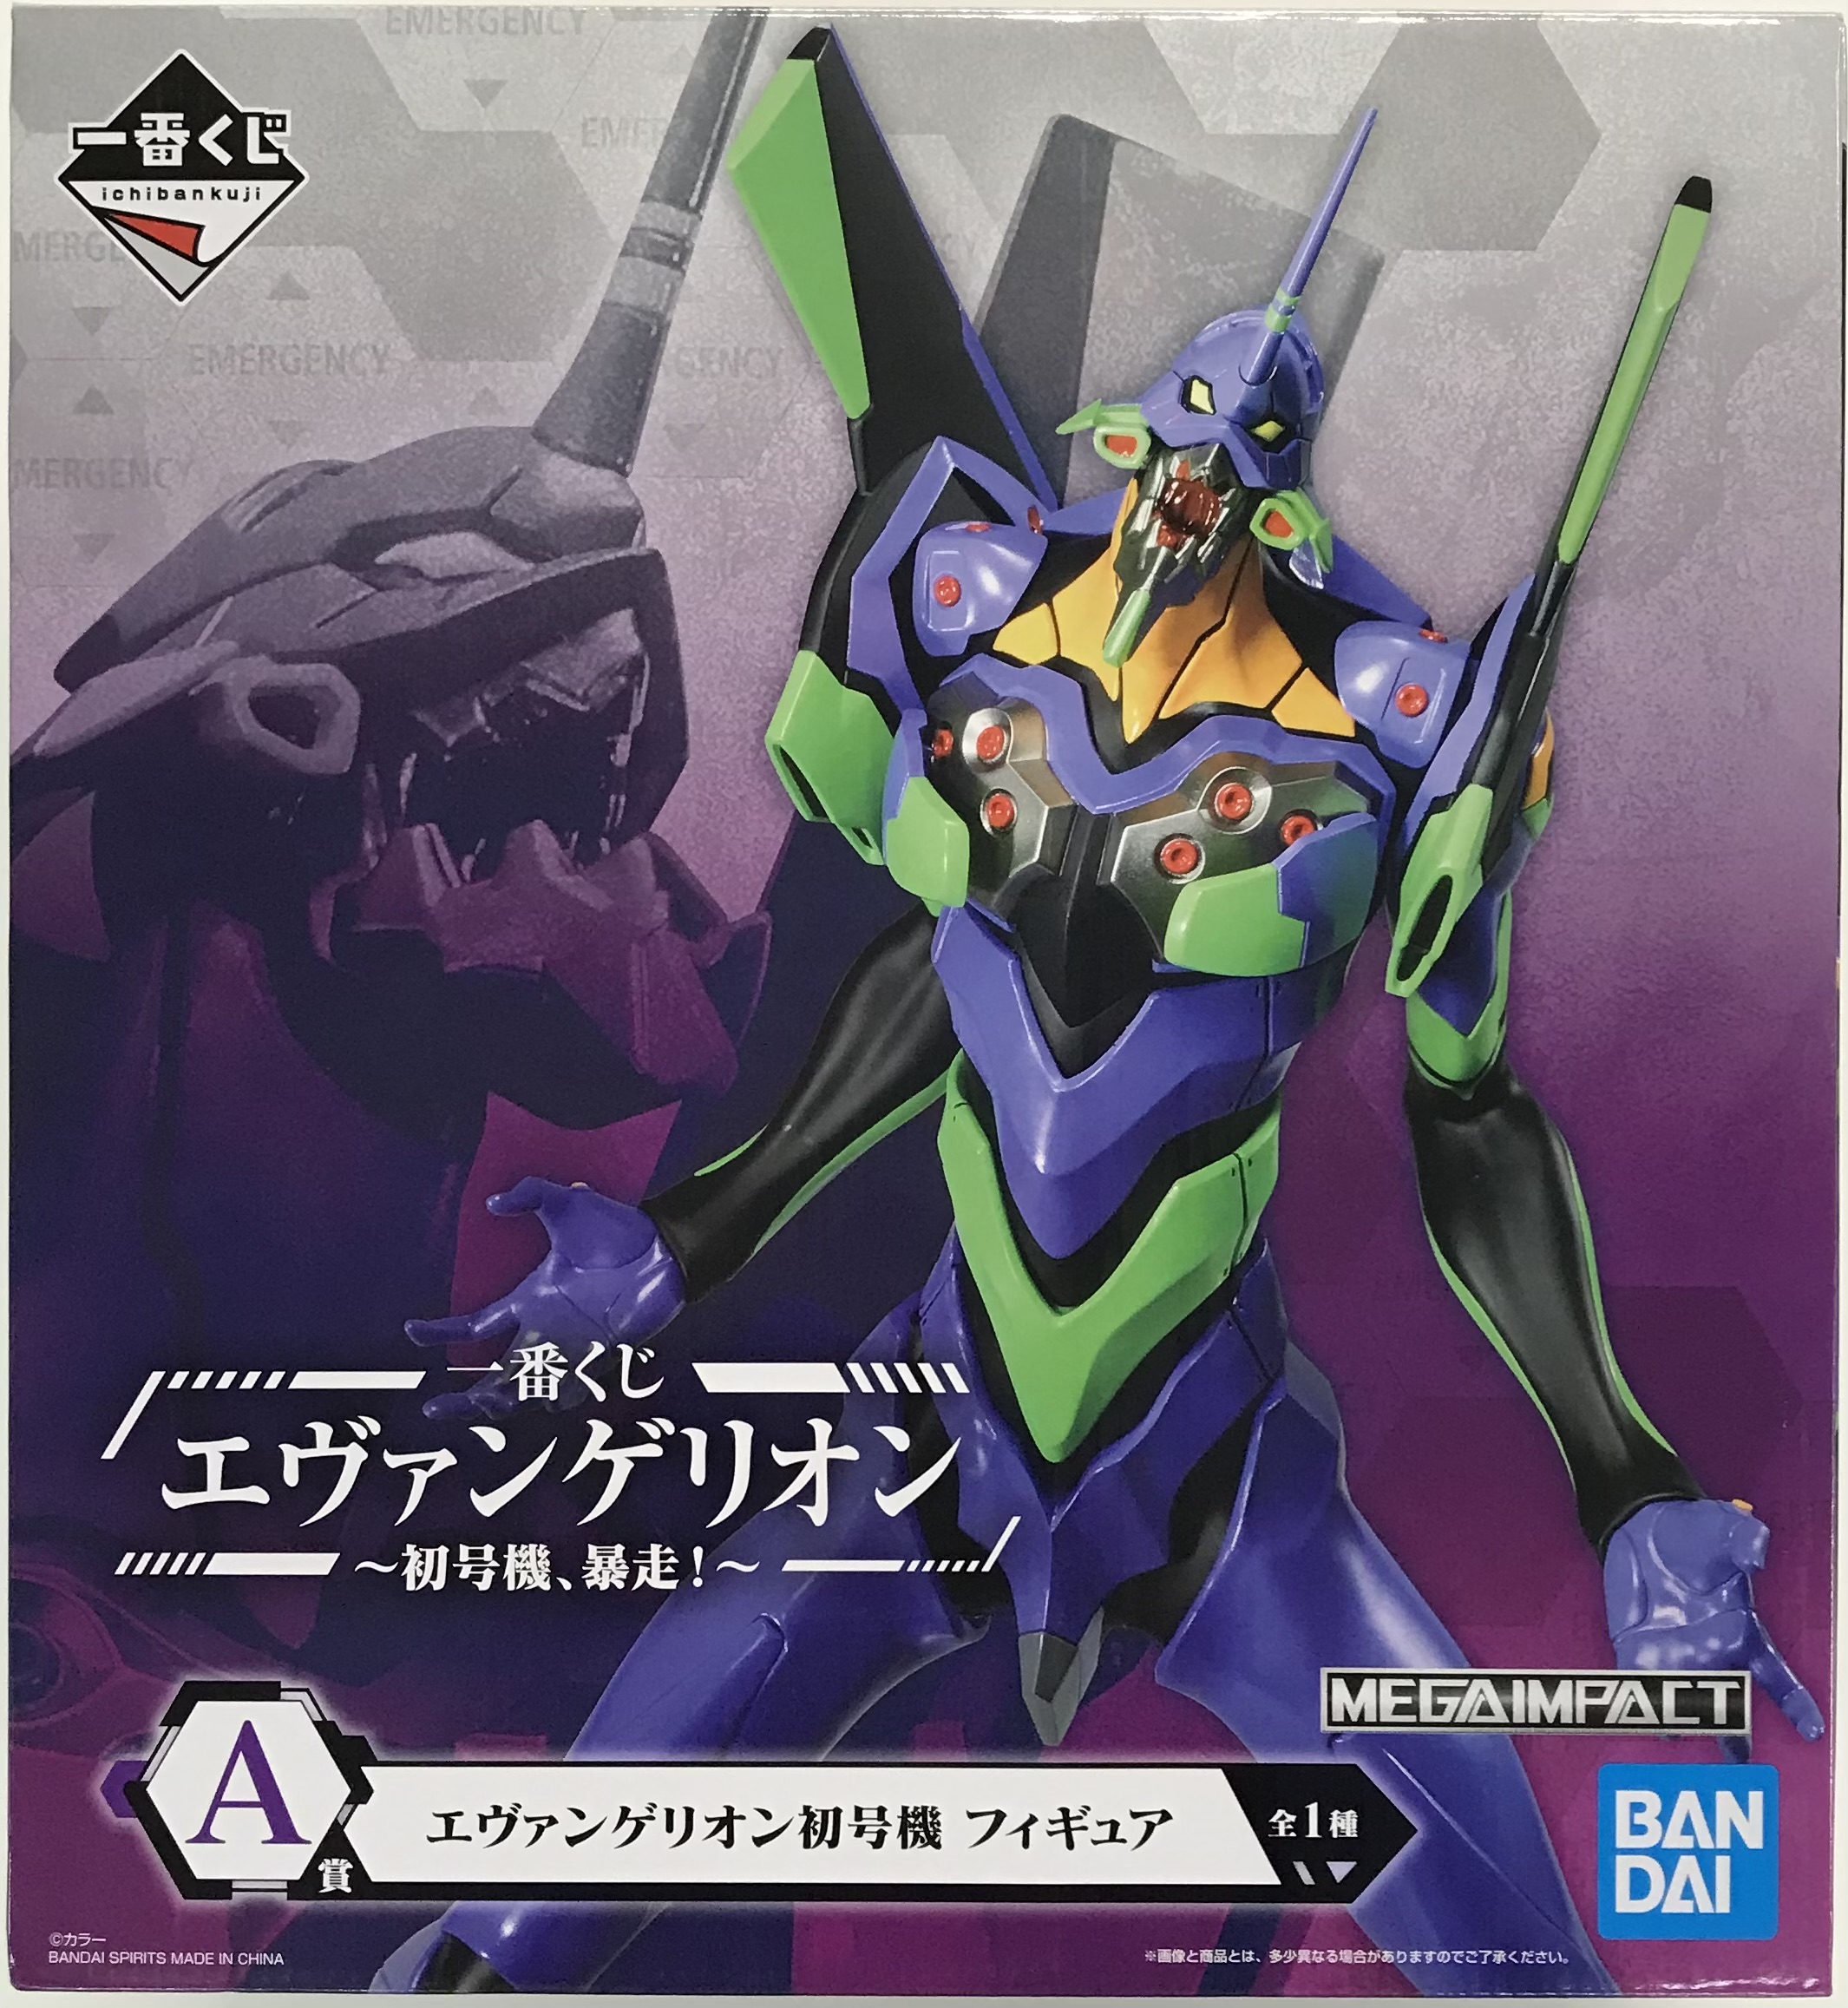 EMERGENCY
一番くじ
ichibankuji
EMERGENCY
EMERGENCY
一番くじ
エヴァンゲリオン
～初号機、暴走!～
MEGAIMPACT
A
賞
エヴァンゲリオン初号機 フィギュア
全1種
BAN
DAI
©カラー
BANDAI SPIRITS MADE IN CHINA
※画像と商品とは、多少異なる場合がありますのでご了承ください。